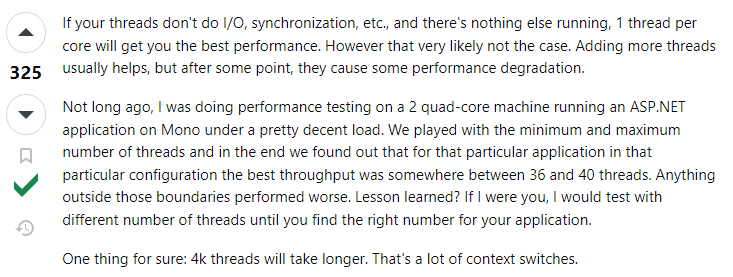 If your threads don't do I/O, synchronization, etc., and there's nothing else running, 1 thread per
core will get you the best performance. However that very likely not the case. Adding more threads
usually helps, but after some point, they cause some performance degradation.
325
Not long ago, I was doing performance testing on a 2 quad-core machine running an ASP.NET
application on Mono under a pretty decent load. We played with the minimum and maximum
number of threads and in the end we found out that for that particular application in that
particular configuration the best throughput was somewhere between 36 and 40 threads. Anything
outside those boundaries performed worse. Lesson learned? If I were you, I would test with
different number of threads until you find the right number for your application.
One thing for sure: 4k threads will take longer. That's a lot of context switches.